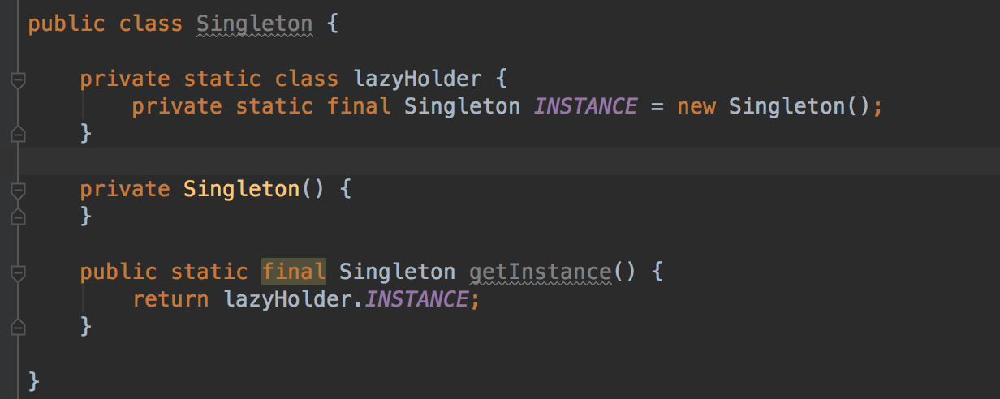 public class Singleton {
private static class lazyHolder {
private static final Singleton INSTANCE = new Singleton();
}
private Singleton() {
}
public static final Singleton getInstance() {
return lazyHolder.INSTANCE;
}
}